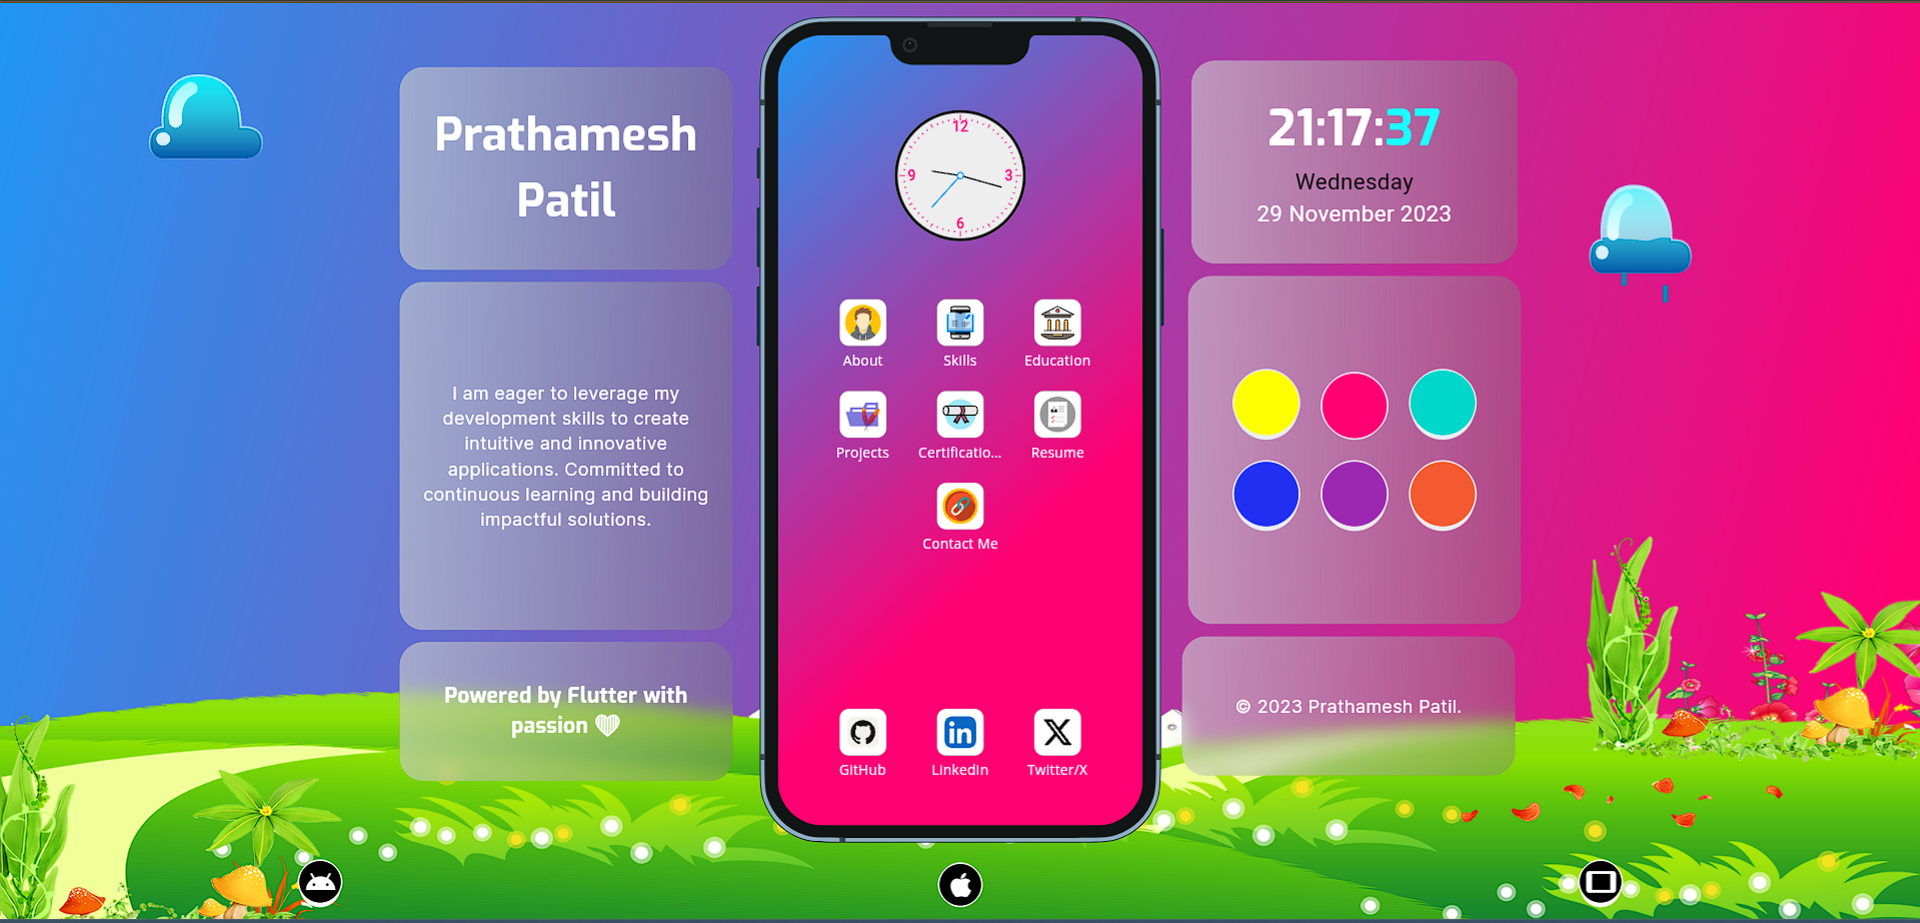 Prathamesh
Patil
I am eager to leverage my
development skills to create
intuitive and innovative
applications. Committed to
continuous learning and building
impactful solutions.
Powered by Flutter with
passion
12
9
3
6
About
Skills
Education
Projects
Certificatio...
Resume
Contact Me
GitHub
LinkedIn
Twitter/X
in
21:17:37
Wednesday
29 November 2023
© 2023 Prathamesh Patil.